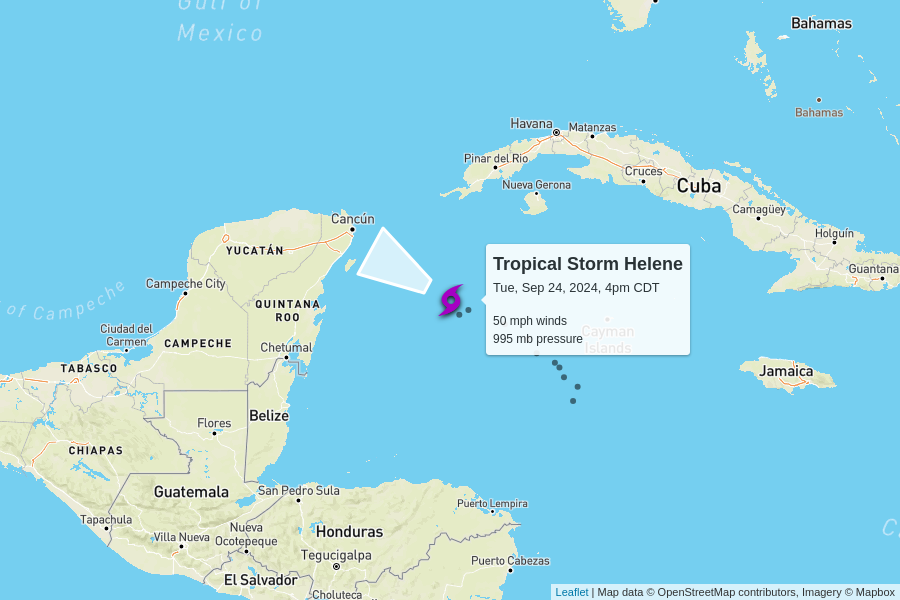 Gulf of
Mexico
Bahamas
Bahamas
Havana
Matanzas
Pinar del Rio
Nueva Gerona
Cruces
Cuba
Camagüey
Holguín
Guantana
Cancún
YUCATÁN
Campeche City
of Campeche
QUINTANA
ROO
Ciudad del
Carmen
CAMPECHE
Chetumal
TABASCO
Tropical Storm Helene
Tue, Sep 24, 2024, 4pm CDT
50 mph winds
995 mb pressure
Cayman
Islands
Jamaica
Belize
Flores
CHIAPAS
Guatemala
San Pedro Sula
Puerto Lempira
Tapachula
Villa Nueva
Nueva
Ocotepeque
Honduras
Tegucigalpa
Puerto Cabezas
El Salvador
Choluteca
Leaflet | Map data © OpenStreetMap contributors, Imagery © Mapbox